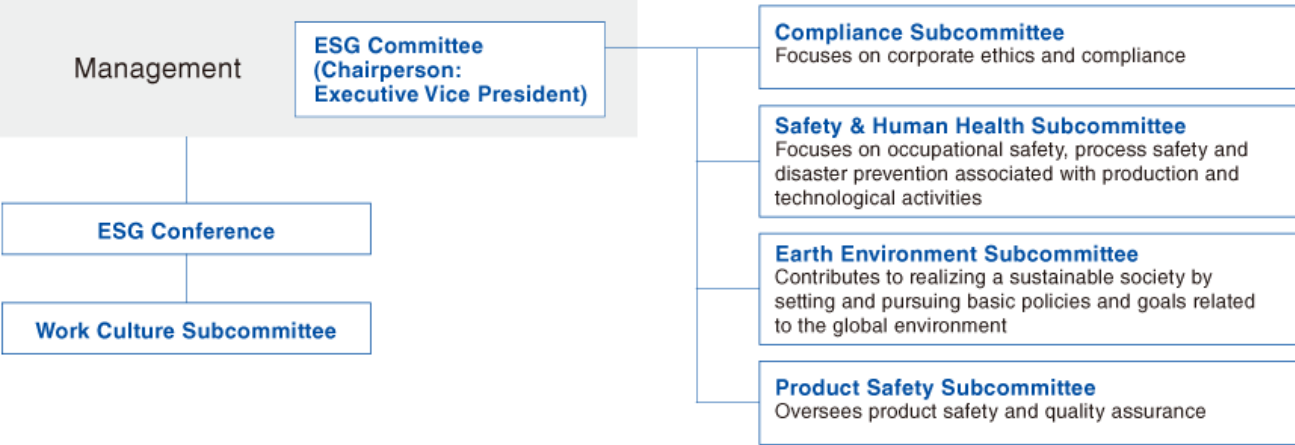 Management
ESG Committee
(Chairperson:
Executive Vice President)
ESG Conference
Work Culture Subcommittee
Compliance Subcommittee
Focuses on corporate ethics and compliance
Safety & Human Health Subcommittee
Focuses on occupational safety, process safety and
disaster prevention associated with production and
technological activities
Earth Environment Subcommittee
Contributes to realizing a sustainable society by
setting and pursuing basic policies and goals related
to the global environment
Product Safety Subcommittee
Oversees product safety and quality assurance